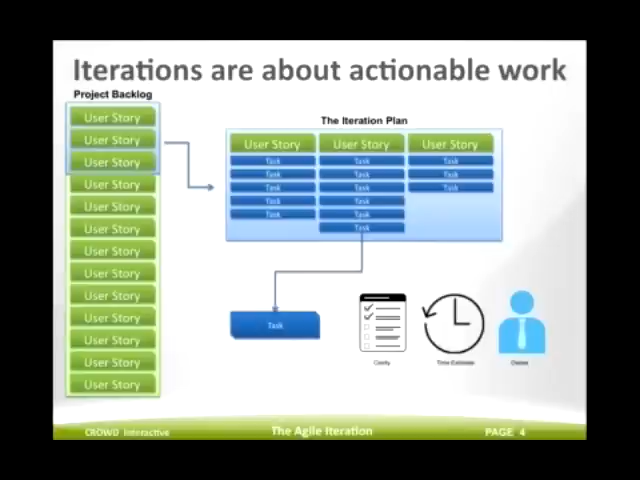 Iterations are about actionable work
Project Backlog
User Story
User Story
User Story
User Story
User Story
User Story
User Story
User Story
User Story
User Story
User Story
User Story
User Story
The Iteration Plan
User Story User Story User Story
Task Task Task
Task Task Task
Task Task Task
Task Task
Task Task
Task
Task
Clarity Time Estimate Owner
CROWD Interactive The Agile Iteration PAGE 4